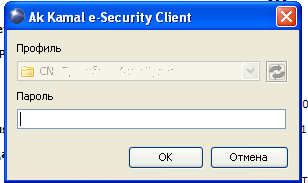 Ak Kamal e-Security Client
Профиль
CN
Пароль
OK
Отмена